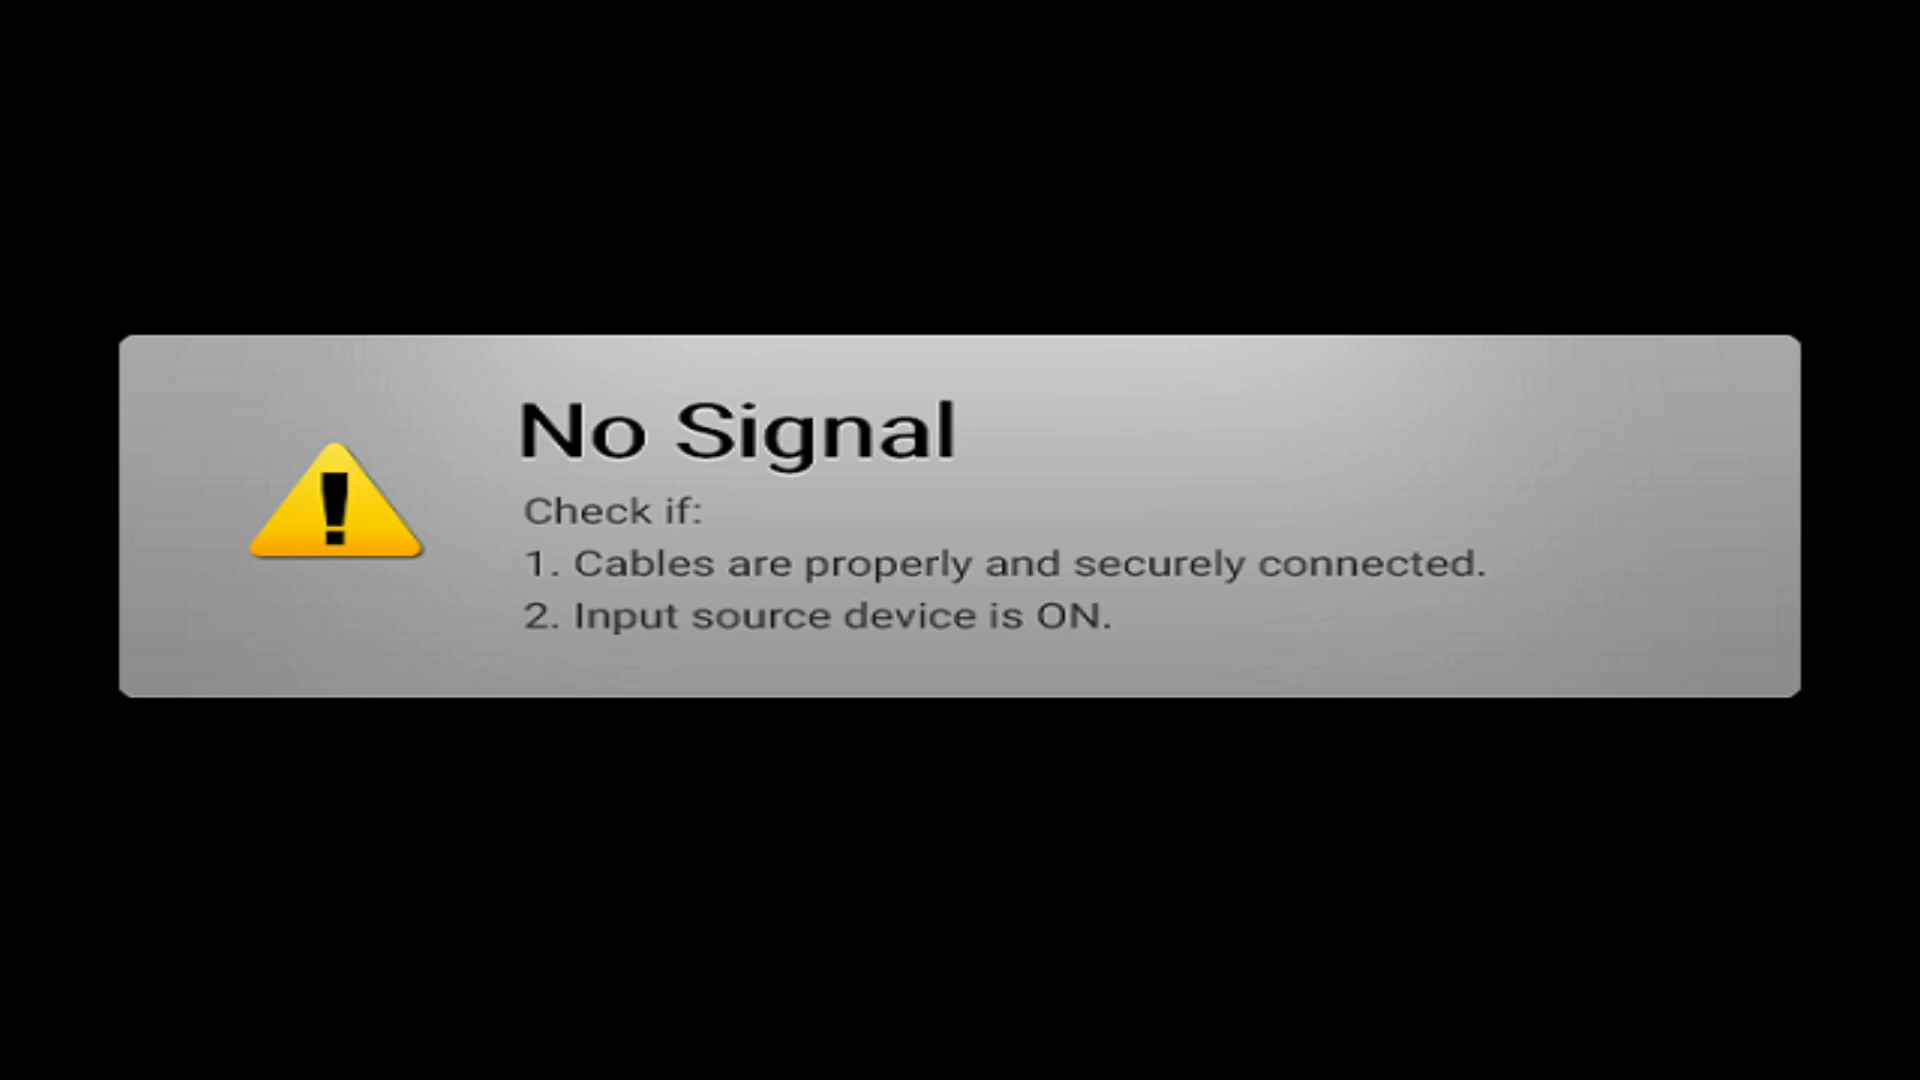 No Signal
Check if:
1. Cables are properly and securely connected.
2. Input source device is ON.